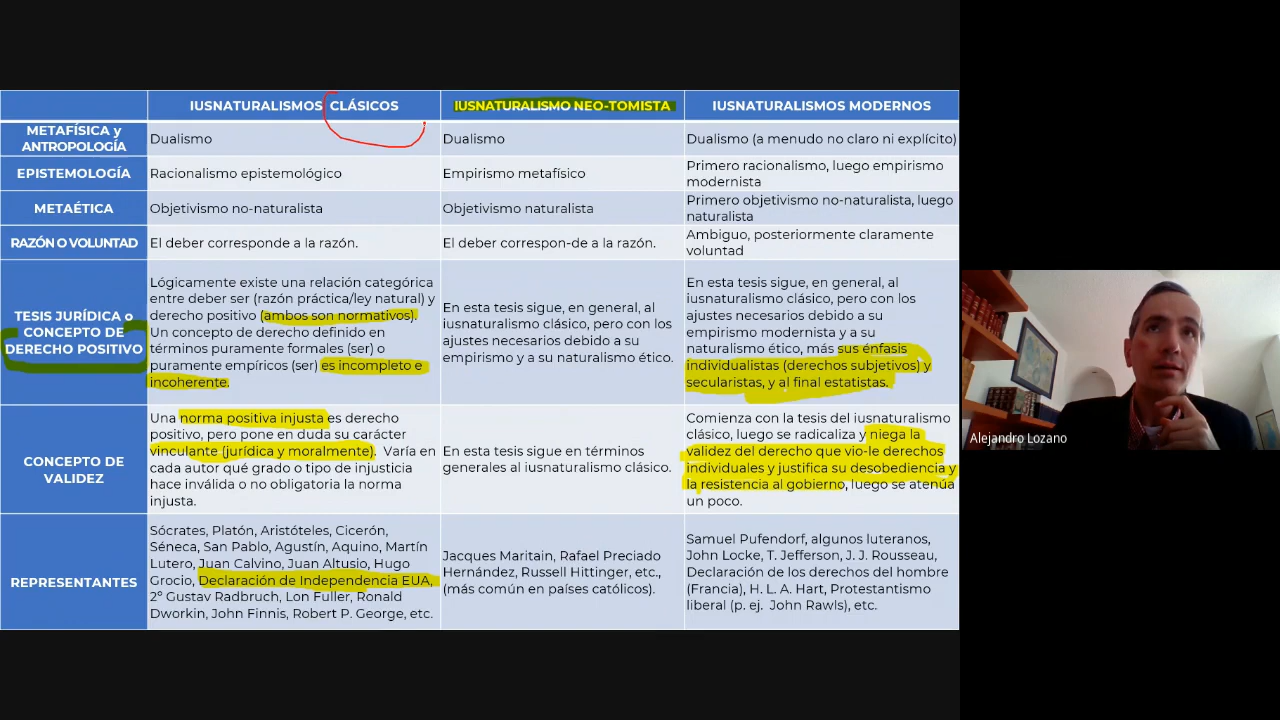 IUSNATURALISMOS CLÁSICOS
IUSNATURALISMO NEO-TOMISTA
IUSNATURALISMOS MODERNOS
METAFÍSICA y
ANTROPOLOGÍA
Dualismo
Dualismo
Dualismo (a menudo no claro ni explícito)
EPISTEMOLOGÍA
Racionalismo epistemológico
Empirismo metafísico
Primero racionalismo, luego empirismo
modernista
METAÉTICA
Objetivismo no-naturalista
Objetivismo naturalista
Primero objetivismo no-naturalista, luego
naturalista
RAZÓN O VOLUNTAD
El deber corresponde a la razón.
El deber correspon-de a la razón.
Ambiguo, posteriormente claramente
voluntad
TESIS JURÍDICA o
CONCEPTO DE
DERECHO POSITIVO
Lógicamente existe una relación categórica
entre deber ser (razón práctica/ley natural) y
derecho positivo (ambos son normativos).
Un concepto de derecho definido en
términos puramente formales (ser) o
puramente empíricos (ser) es incompleto e
incoherente.
En esta tesis sigue, en general, al
iusnaturalismo clásico, pero con los
ajustes necesarios debido a su
empirismo y a su naturalismo ético.
En esta tesis sigue, en general, al
iusnaturalismo clásico, pero con los
ajustes necesarios debido a su
empirismo modernista y a su
naturalismo ético, más sus énfasis
individualistas (derechos subjetivos) y
secularistas, y al final estatistas.
CONCEPTO DE
VALIDEZ
Una norma positiva injusta es derecho
positivo, pero pone en duda su carácter
vinculante (jurídica y moralmente). Varía en
cada autor qué grado o tipo de injusticia
hace inválida o no obligatoria la norma
injusta.
En esta tesis sigue en términos
generales al iusnaturalismo clásico.
Comienza con la tesis del iusnaturalismo
clásico, luego se radicaliza y niega la
validez del derecho que vio-le derechos
individuales y justifica su desobediencia y
la resistencia al gobierno, luego se atenúa
un poco.
REPRESENTANTES
Sócrates, Platón, Aristóteles, Cicerón,
Séneca, San Pablo, Agustín, Aquino, Martín
Lutero, Juan Calvino, Juan Altusio, Hugo
Grocio, Declaración de Independencia EUA,
2º Gustav Radbruch, Lon Fuller, Ronald
Dworkin, John Finnis, Robert P. George, etc.
Jacques Maritain, Rafael Preciado
Hernández, Russell Hittinger, etc.,
(más común en países católicos).
Samuel Pufendorf, algunos luteranos,
John Locke, T. Jefferson, J. J. Rousseau,
Declaración de los derechos del hombre
(Francia), H. L. A. Hart, Protestantismo
liberal (p. ej. John Rawls), etc.
Alejandro Lozano